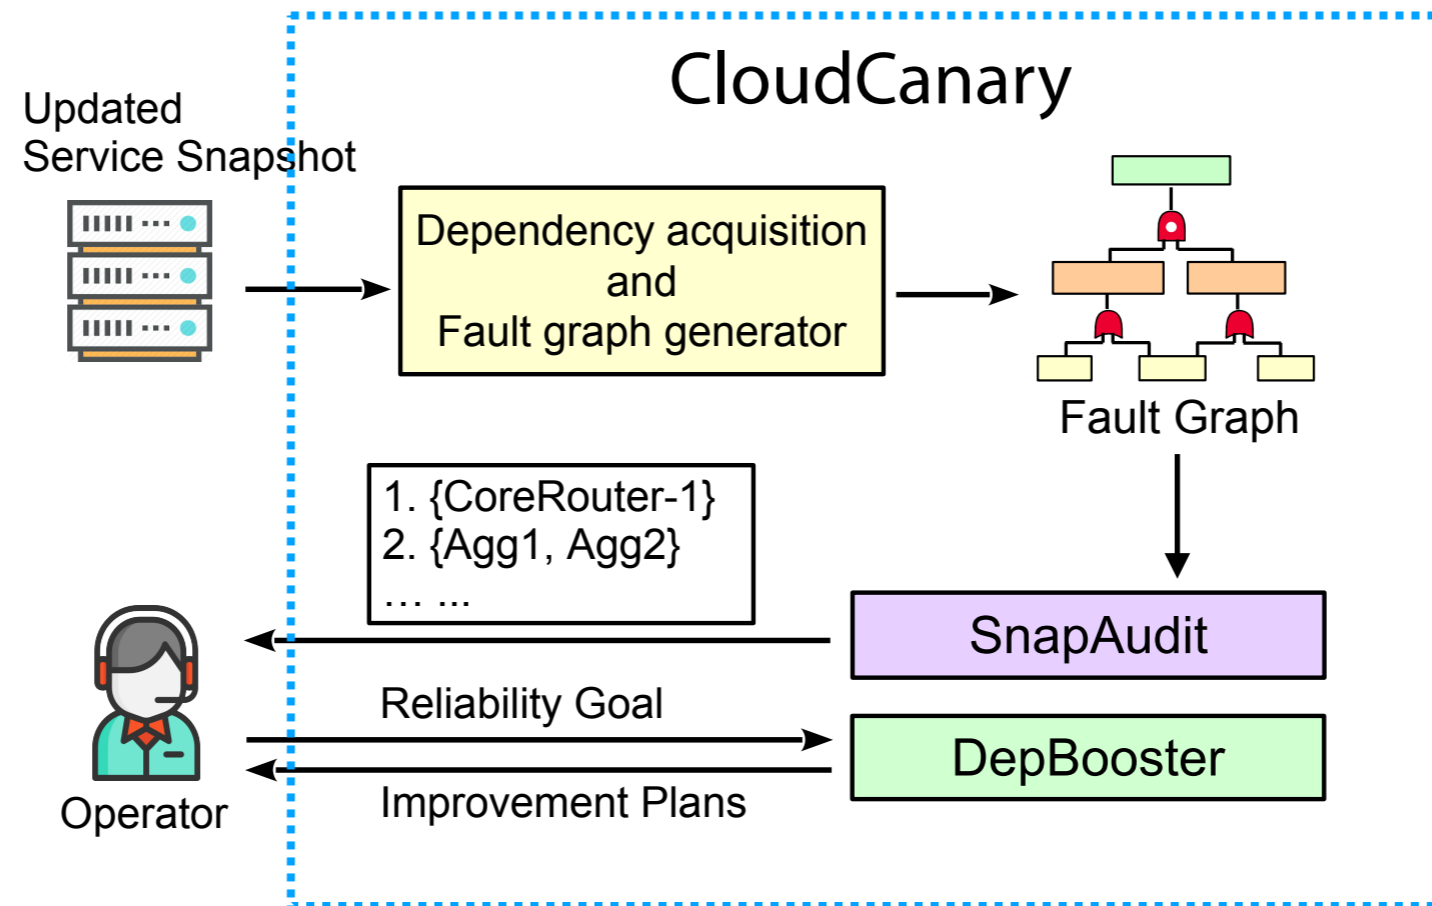 CloudCanary
Updated
Service Snapshot
Dependency acquisition
and
Fault graph generator
Fault Graph
1. {CoreRouter-1}
2. {Agg1, Agg2}
... ...
SnapAudit
Reliability Goal
DepBooster
Improvement Plans
Operator